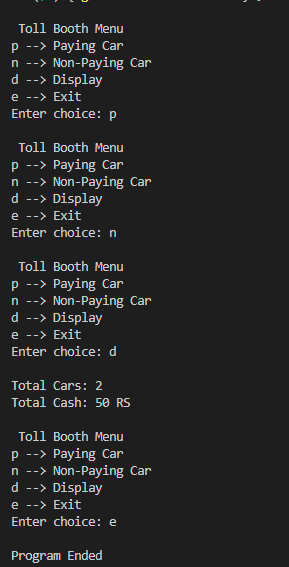 Toll Booth Menu
p --> Paying Car
n --> Non-Paying Car
d --> Display
e --> Exit
Enter choice: p
Toll Booth Menu
p --> Paying Car
n --> Non-Paying Car
d --> Display
e --> Exit
Enter choice: n
Toll Booth Menu
p --> Paying Car
n --> Non-Paying Car
d --> Display
e --> Exit
Enter choice: d
Total Cars: 2
Total Cash: 50 RS
Toll Booth Menu
p --> Paying Car
n --> Non-Paying Car
d --> Display
e --> Exit
Enter choice: e
Program Ended